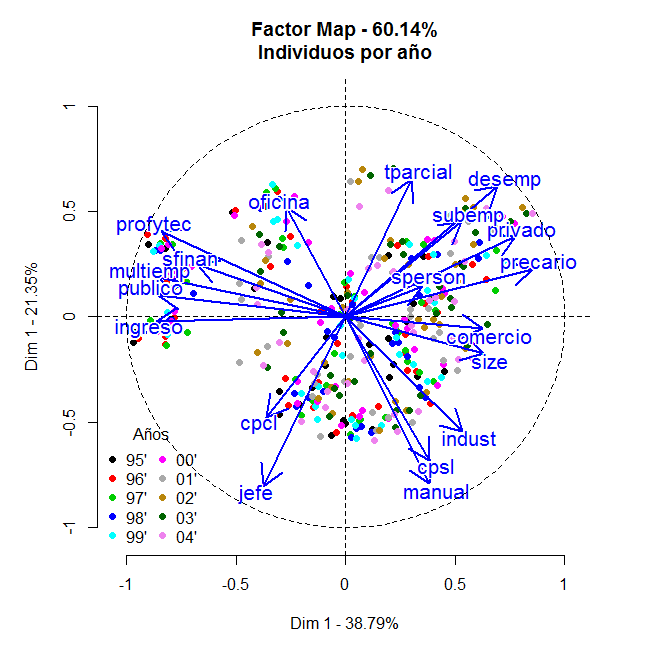 Factor Map - 60.14%
Individuos por año
1
0.5
0
-0.5
-1
Dim 1 - 21.35%
tparcial
desemp
oficina
subemp
profytec
privado
sfinan
precario
multiemp
sperson
publico
ingreso
comercio
size
cpcl
indust
cpsl
jefe
manual
Años
95' 00'
96' 01'
97' 02'
98' 03'
99' 04'
-1 -0.5 0 0.5 1
Dim 1 - 38.79%